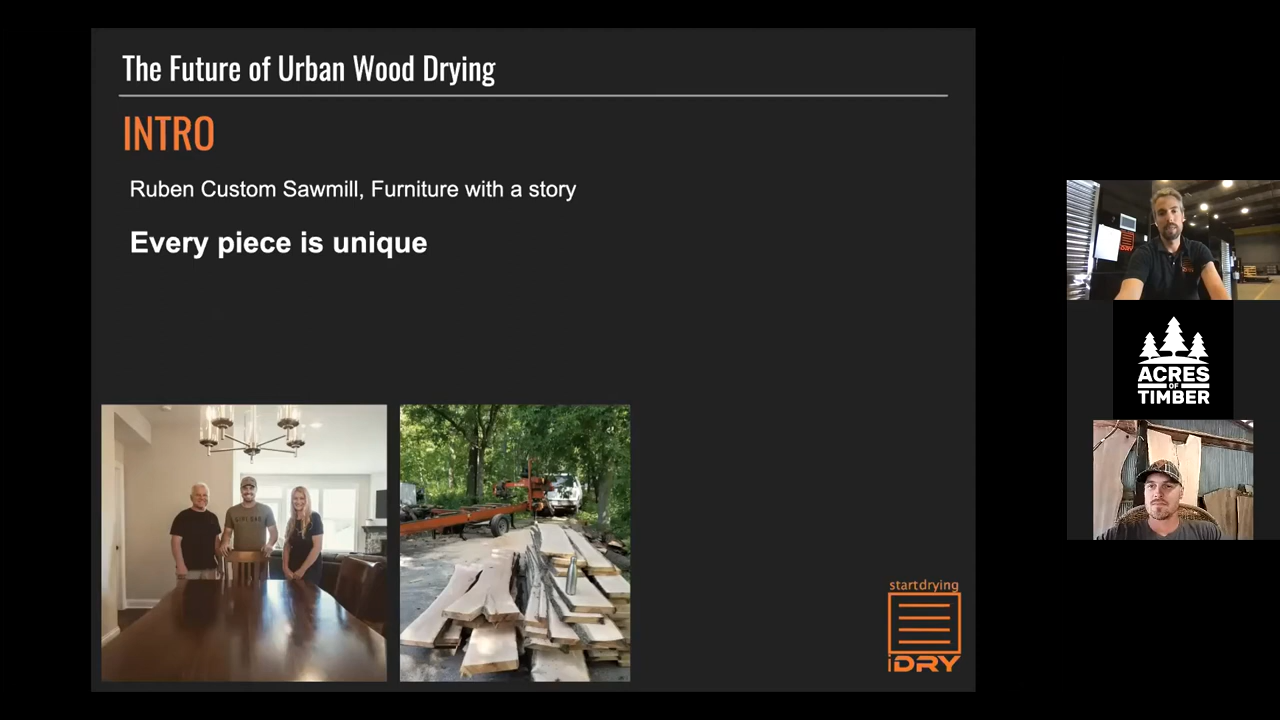 The Future of Urban Wood Drying
INTRO
Ruben Custom Sawmill, Furniture with a story
Every piece is unique
startdrying
iDRY
ACRES
OF
TIMBER